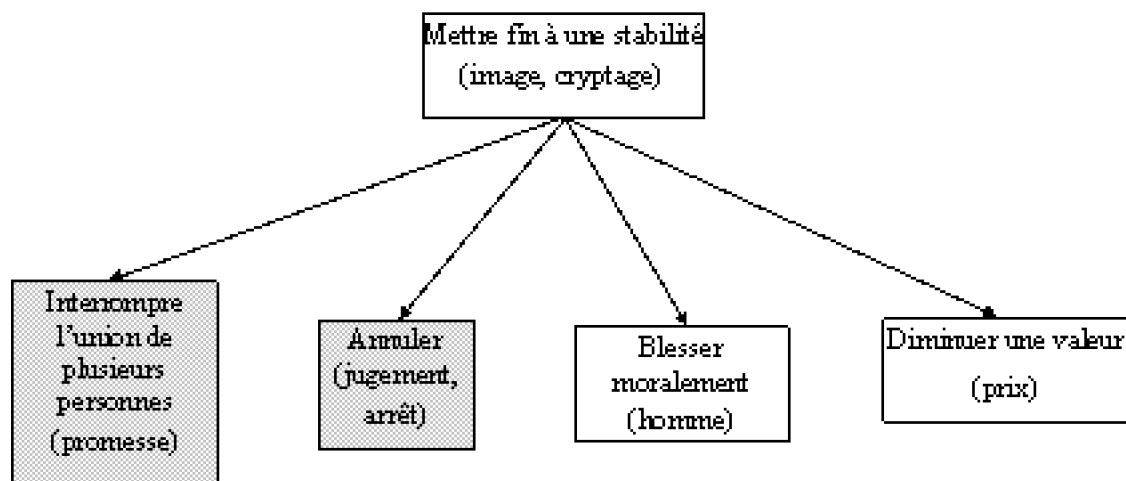 Mettre fin à une stabilité
(image, cryptage)
Interrompre
l'union de
plusieurs
personnes
(promesse)
Annuler
(jugement,
arrêt)
Blesser
moralement
(homme)
Diminuer une valeur
(prix)